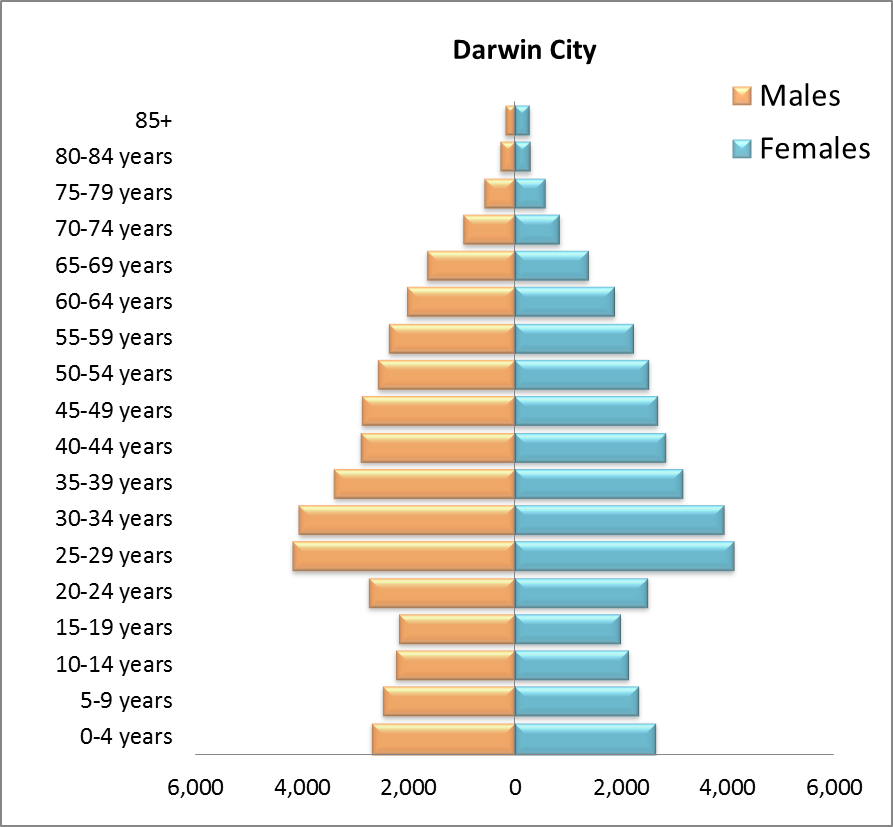 Darwin City
Males
Females
85+
80-84 years
75-79 years
70-74 years
65-69 years
60-64 years
55-59 years
50-54 years
45-49 years
40-44 years
35-39 years
30-34 years
25-29 years
20-24 years
15-19 years
10-14 years
5-9 years
0-4 years
6,000 4,000 2,000 0 2,000 4,000 6,000